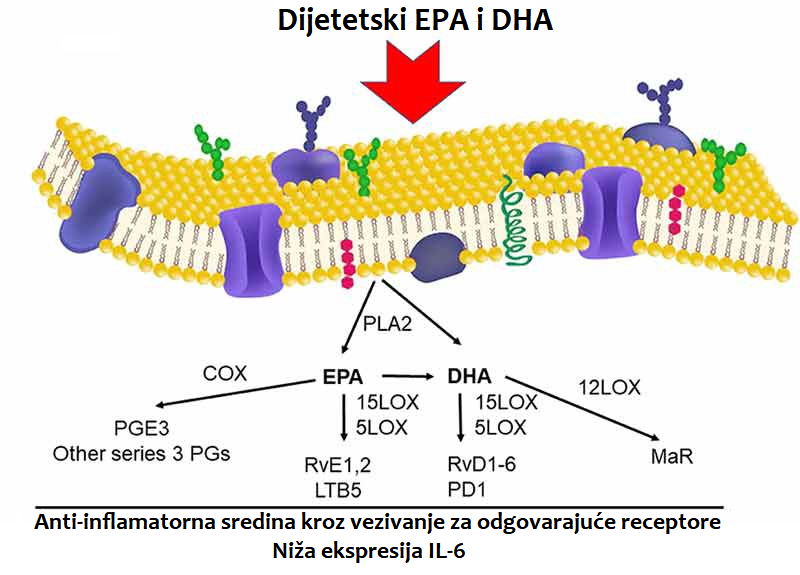 Dijetetski EPA i DHA
PLA2
COX
EPA
DHA
12LOX
15LOX
5LOX
15LOX
5LOX
PGE3
Other series 3 PGs
RvE1,2
LTB5
RvD1-6
PD1
MaR
Anti-inflamatorna sredina kroz vezivanje za odgovarajuće receptore
Niža ekspresija IL-6